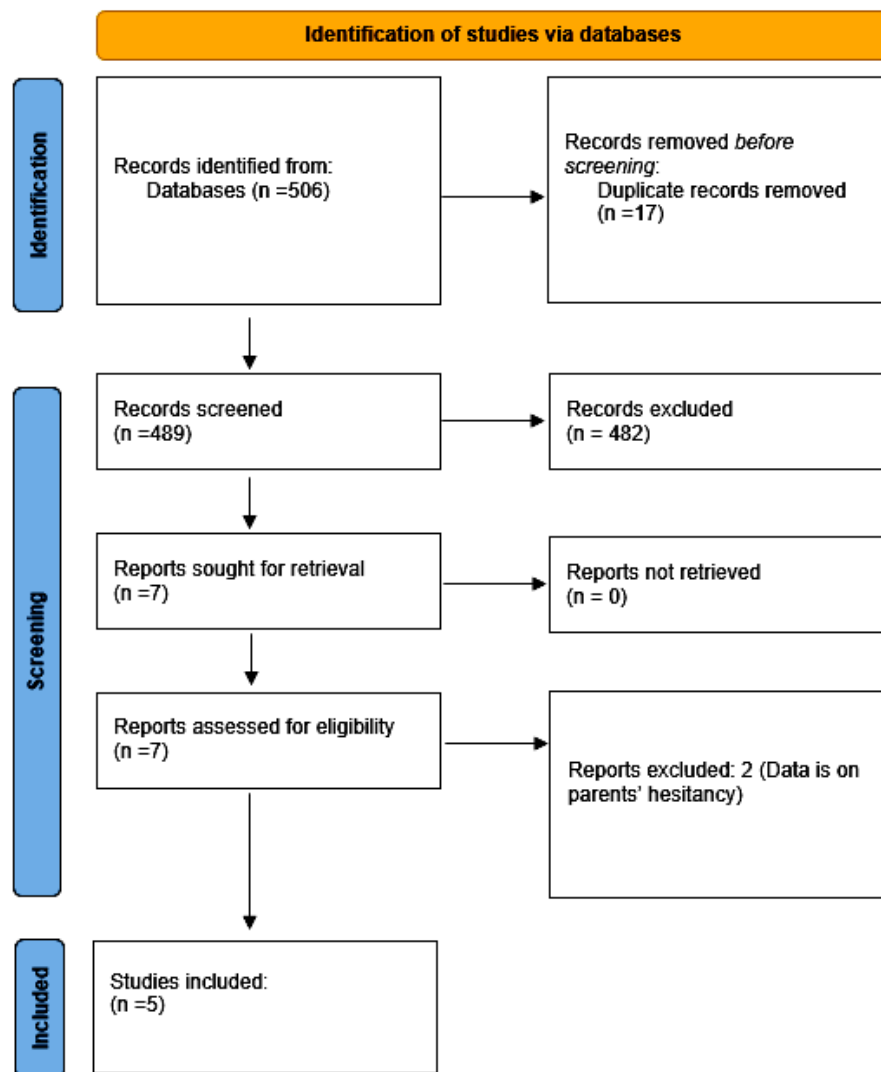 Identification of studies via databases
Identification
Records identified from:
Databases (n =506)
Records removed before
screening:
Duplicate records removed
(n =17)
Screening
Records screened
(n =489)
Records excluded
(n = 482)
Reports sought for retrieval
(n =7)
Reports not retrieved
(n = 0)
Reports assessed for eligibility
(n =7)
Reports excluded: 2 (Data is on
parents’ hesitancy)
Included
Studies included:
(n =5)